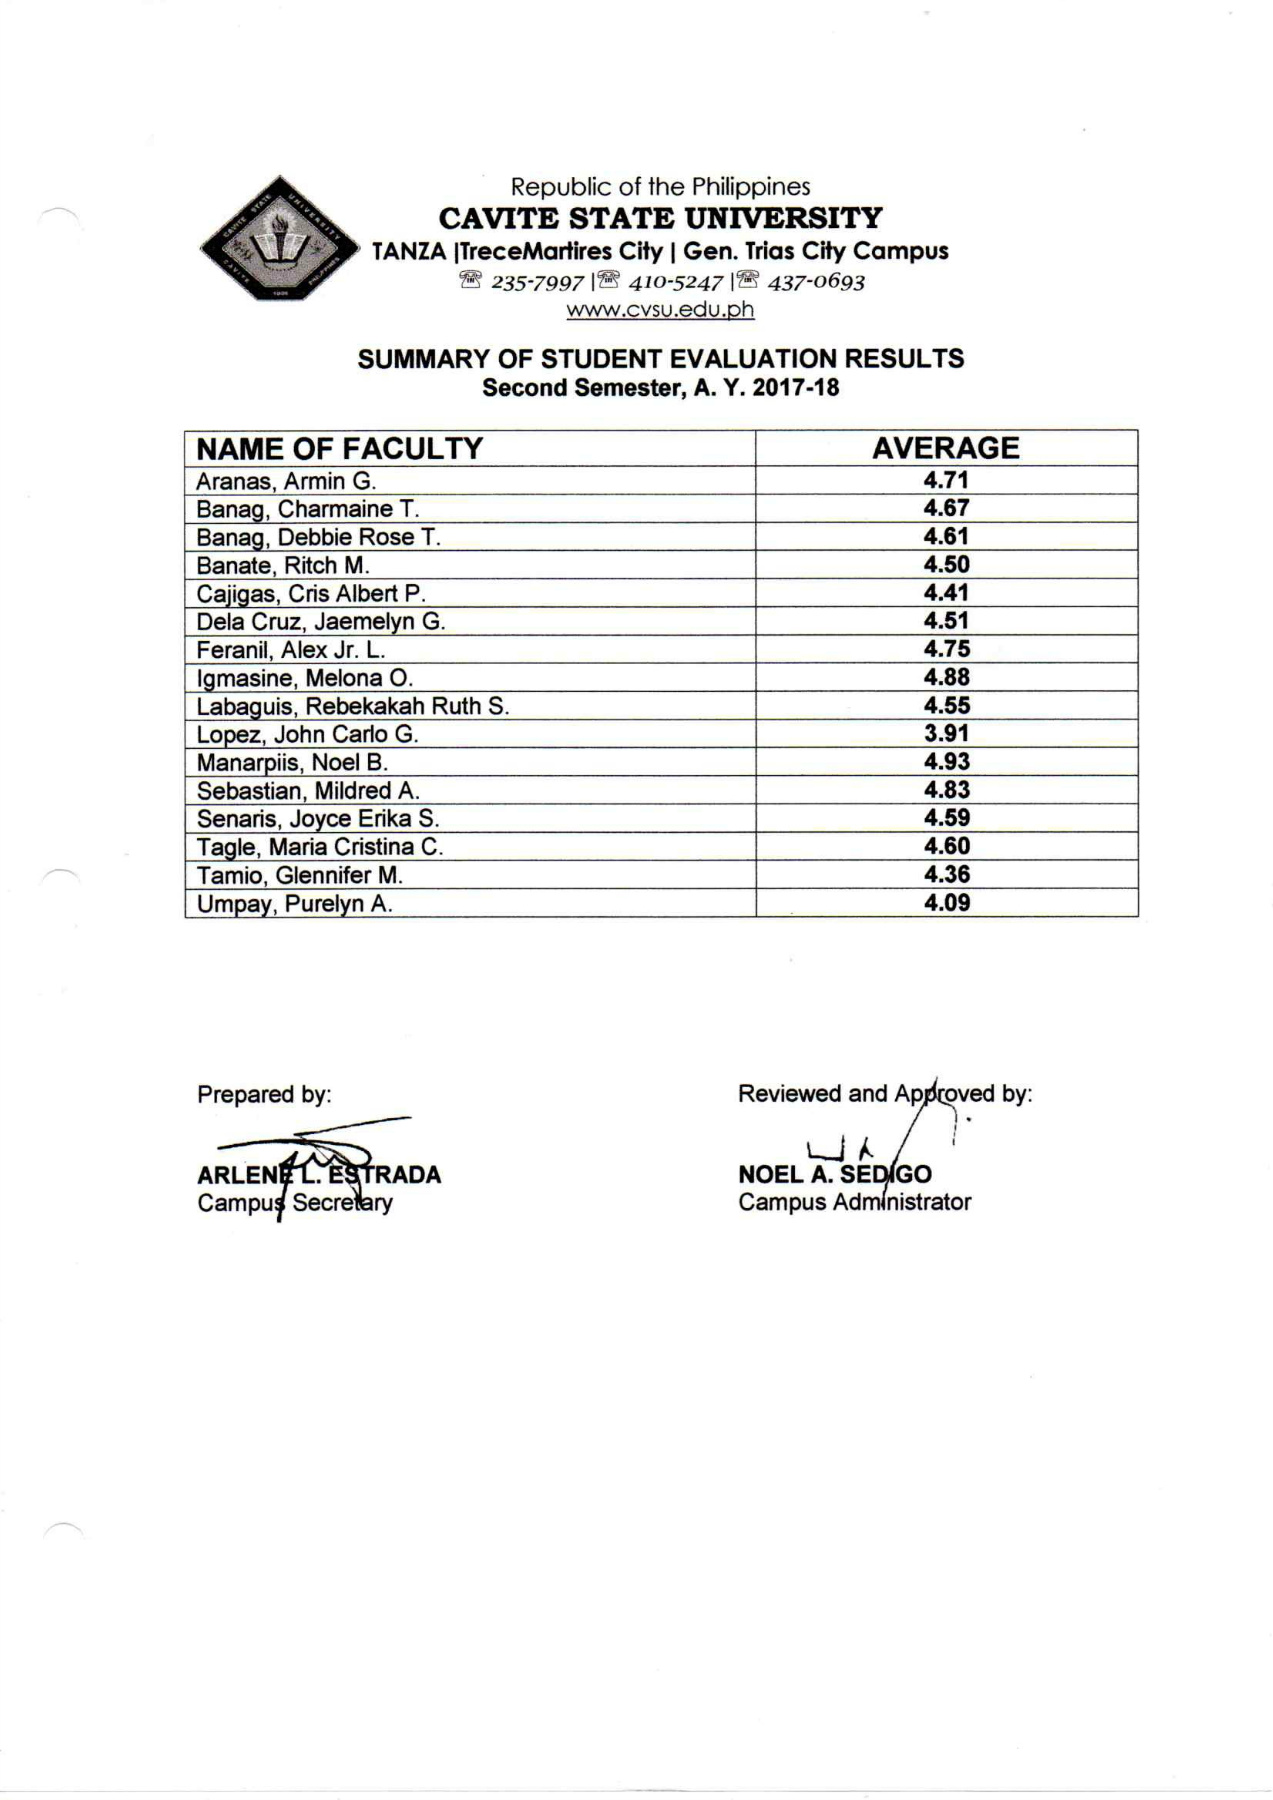 Republic of the Philippines
CAVITE STATE UNIVERSITY
TANZA |TreceMartires City | Gen. Trias City Campus
☏ 235-7997 |☏ 410-5247 |☏ 437-0693
www.cvsu.edu.ph
CAVITE STATE UNIVERSITY
CAVITE PHILIPPINES
1906
SUMMARY OF STUDENT EVALUATION RESULTS
Second Semester, A. Y. 2017-18
NAME OF FACULTY AVERAGE
Aranas, Armin G. 4.71
Banag, Charmaine T. 4.67
Banag, Debbie Rose T. 4.61
Banate, Ritch M. 4.50
Cajigas, Cris Albert P. 4.41
Dela Cruz, Jaemelyn G. 4.51
Feranil, Alex Jr. L. 4.75
Igmasine, Melona O. 4.88
Labaguis, Rebekakah Ruth S. 4.55
Lopez, John Carlo G. 3.91
Manarpiis, Noel B. 4.93
Sebastian, Mildred A. 4.83
Senaris, Joyce Erika S. 4.59
Tagle, Maria Cristina C. 4.60
Tamio, Glennifer M. 4.36
Umpay, Purelyn A. 4.09
Prepared by: Reviewed and Approved by:
ARLENE L. ESTRADA NOEL A. SEDIGO
Campus Secretary Campus Administrator